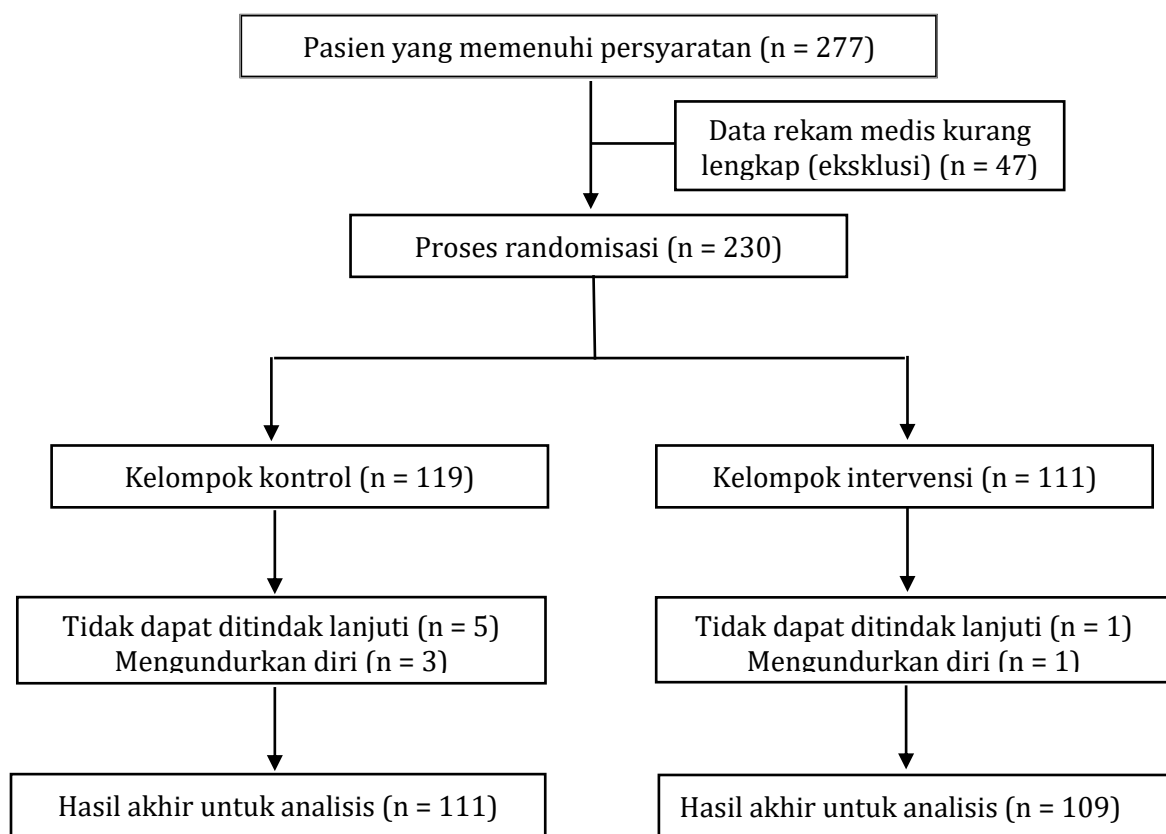 Pasien yang memenuhi persyaratan (n = 277)
Data rekam medis kurang
lengkap (eksklusi) (n = 47)
Proses randomisasi (n = 230)
Kelompok kontrol (n = 119)
Kelompok intervensi (n = 111)
Tidak dapat ditindak lanjuti (n = 5)
Mengundurkan diri (n = 3)
Tidak dapat ditindak lanjuti (n = 1)
Mengundurkan diri (n = 1)
Hasil akhir untuk analisis (n = 111)
Hasil akhir untuk analisis (n = 109)